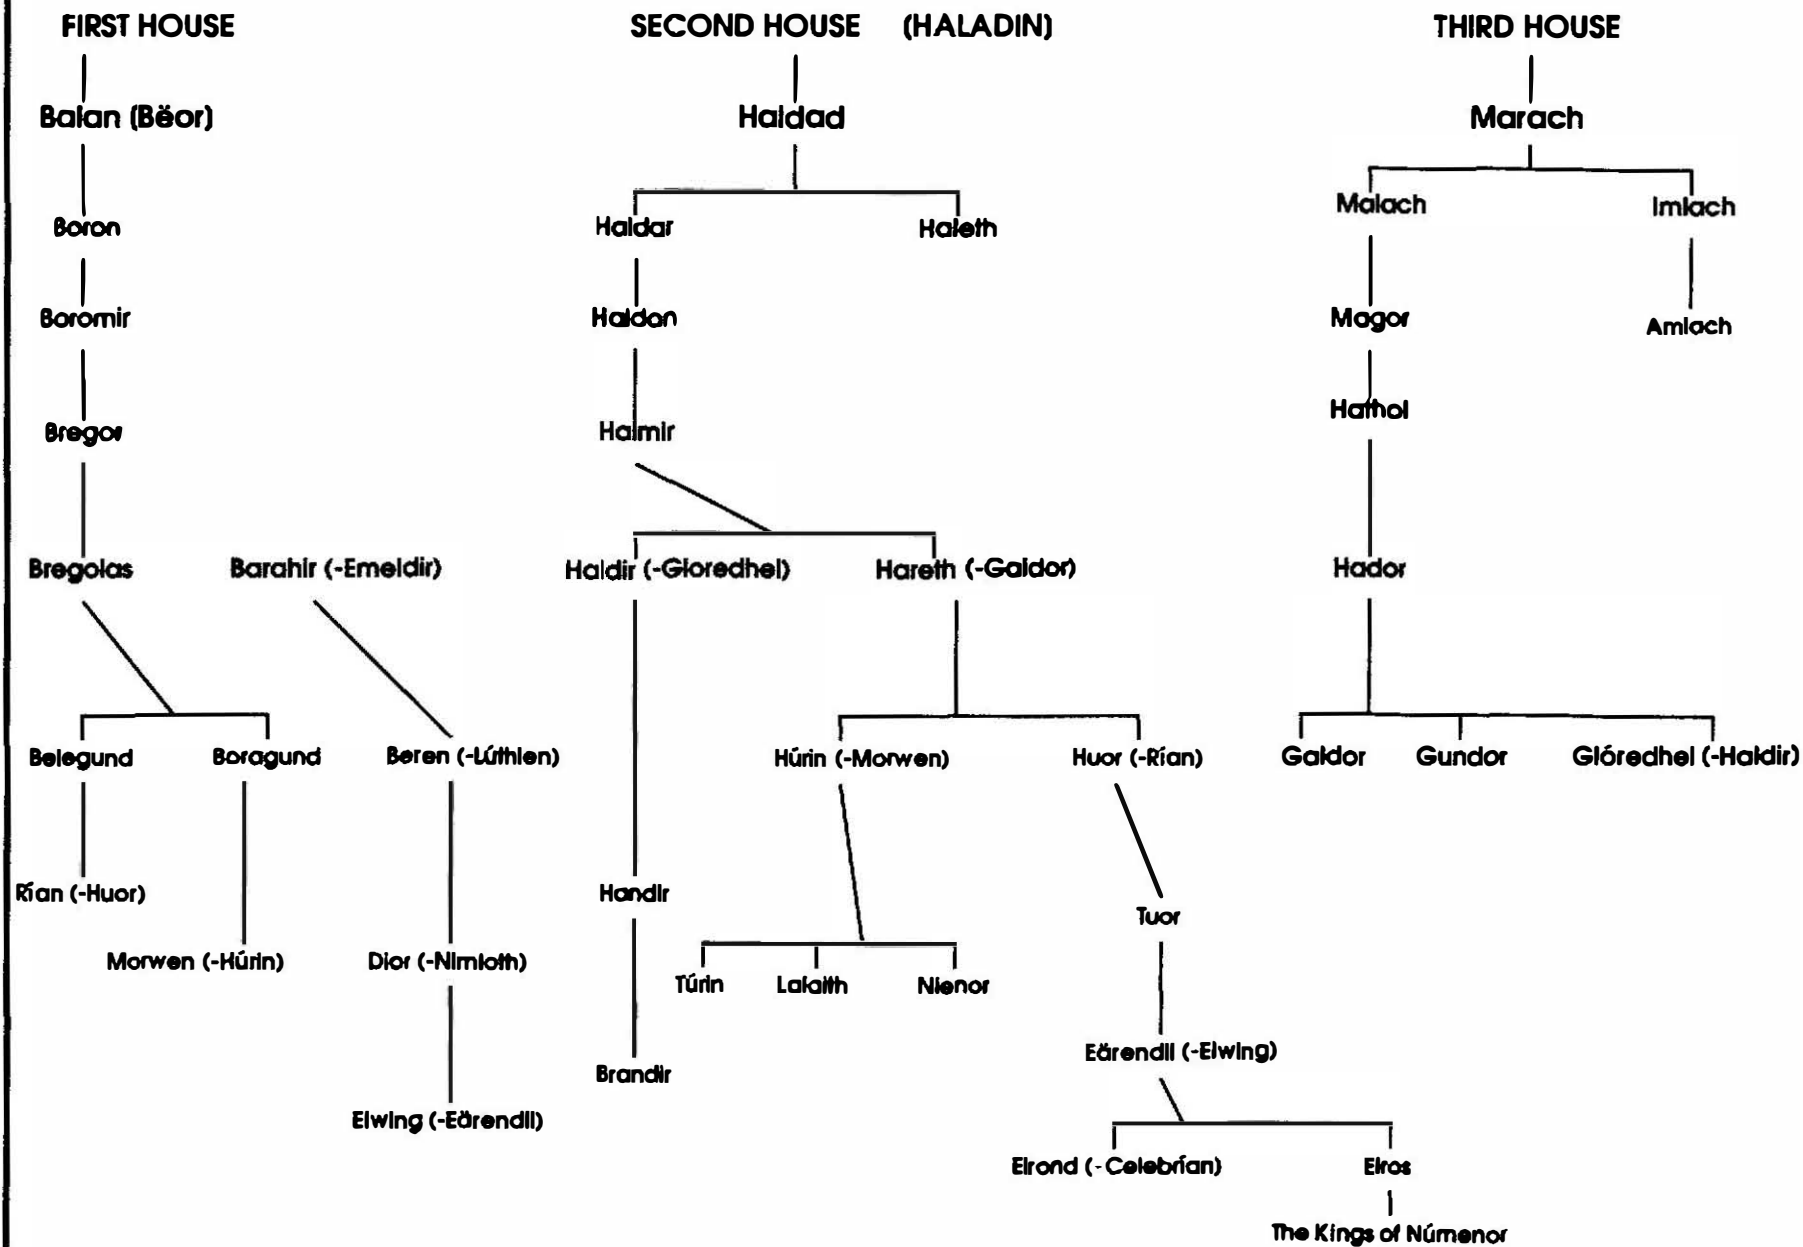 FIRST HOUSE
SECOND HOUSE (HALADIN)
THIRD HOUSE
Balan (Bëor)
Haldad
Marach
Malach
Imlach
Boron
Haldar
Haleth
Boromir
Haldan
Magor
Amlach
Hathol
Bregor
Halmir
Bregolas
Barahir (-Emeldir)
Haldir (-Gloredhel)
Hareth (-Galdor)
Hador
Belegund
Baragund
Beren (-Lúthien)
Húrin (-Morwen)
Huor (-Rían)
Galdor
Gundor
Glóredhel (-Haldir)
Rían (-Huor)
Handir
Tuor
Morwen (-Húrin)
Dior (-Nimloth)
Túrin
Lalaith
Nienor
Eärendil (-Elwing)
Brandir
Elwing (-Eärendil)
Elrond (-Celebrían)
Elros
The Kings of Númenor